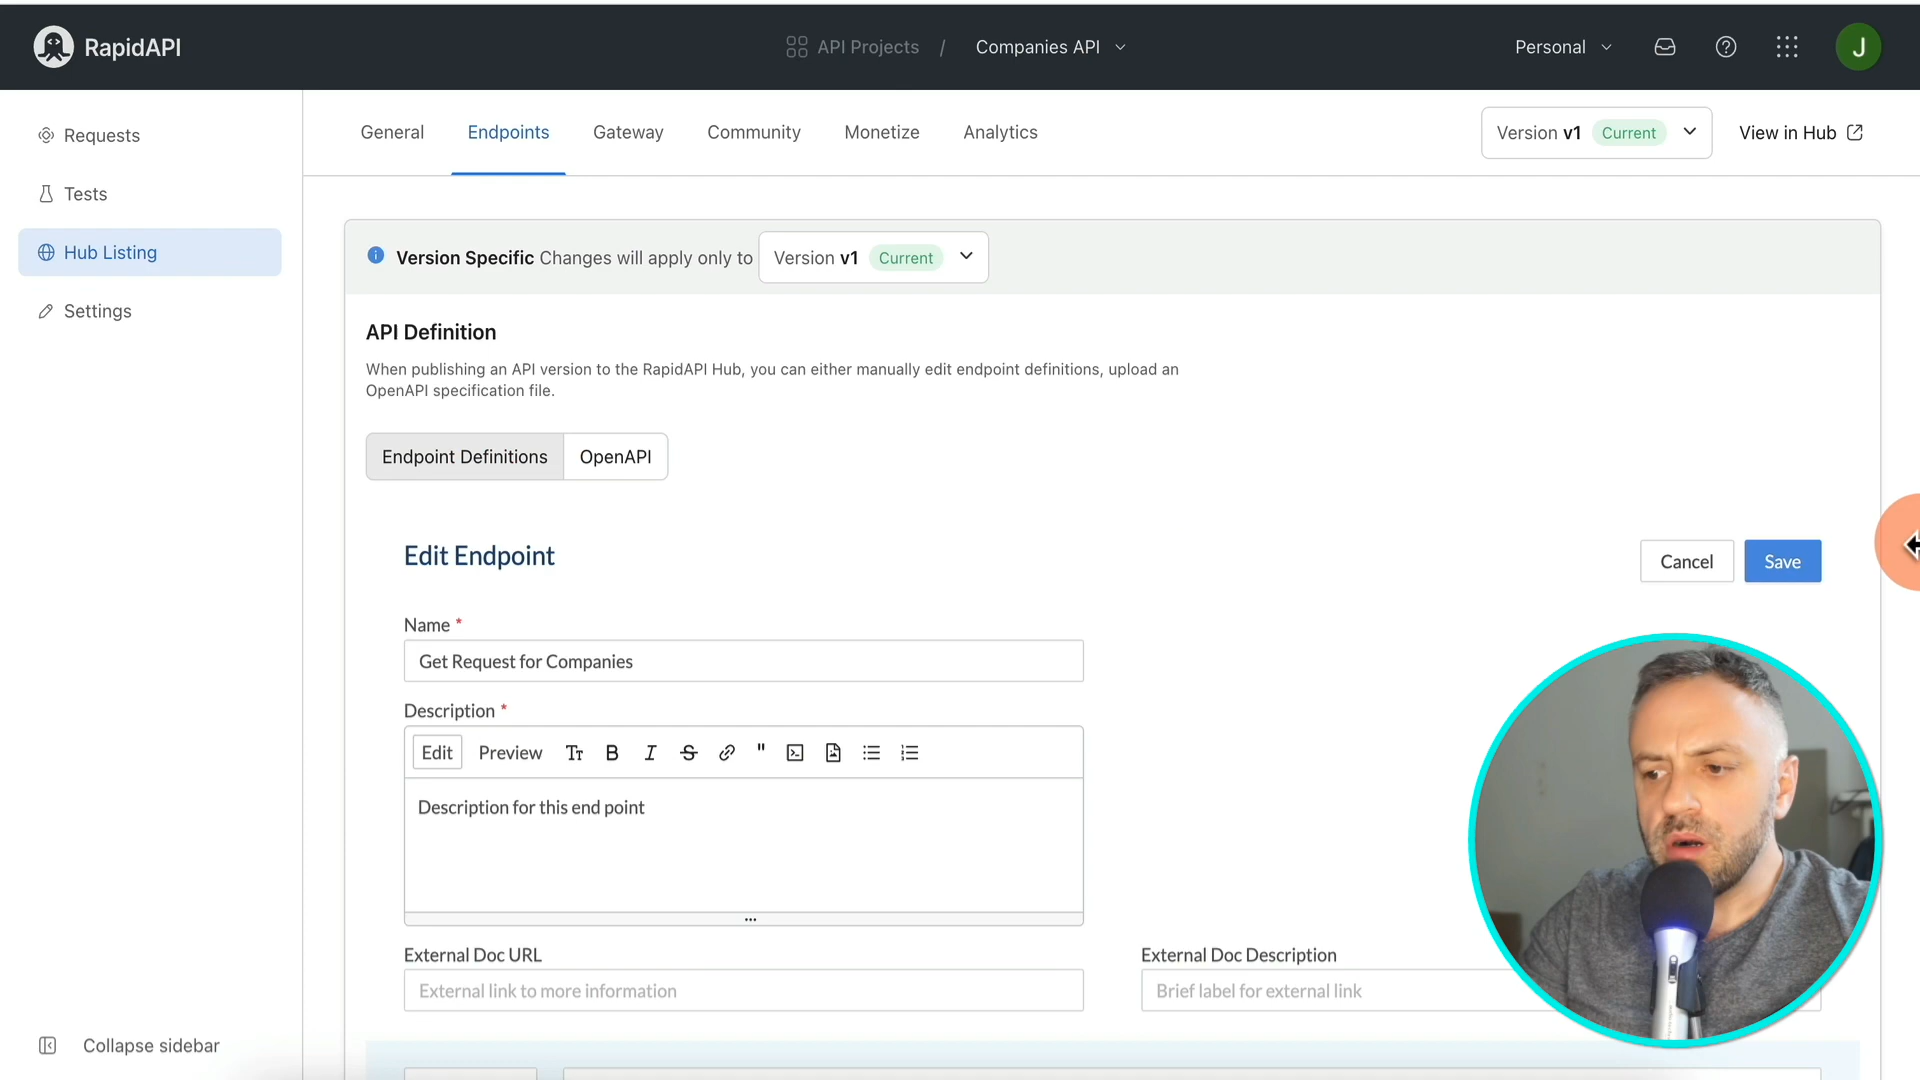 RapidAPI
API Projects / Companies API
Personal
J
Requests
Tests
Hub Listing
Settings
Collapse sidebar
General Endpoints Gateway Community Monetize Analytics
Version v1 Current
View in Hub
Version Specific Changes will apply only to Version v1 Current
API Definition
When publishing an API version to the RapidAPI Hub, you can either manually edit endpoint definitions, upload an
OpenAPI specification file.
Endpoint Definitions OpenAPI
Edit Endpoint
Cancel Save
Name *
Get Request for Companies
Description *
Edit Preview
Description for this end point
External Doc URL
External link to more information
External Doc Description
Brief label for external link